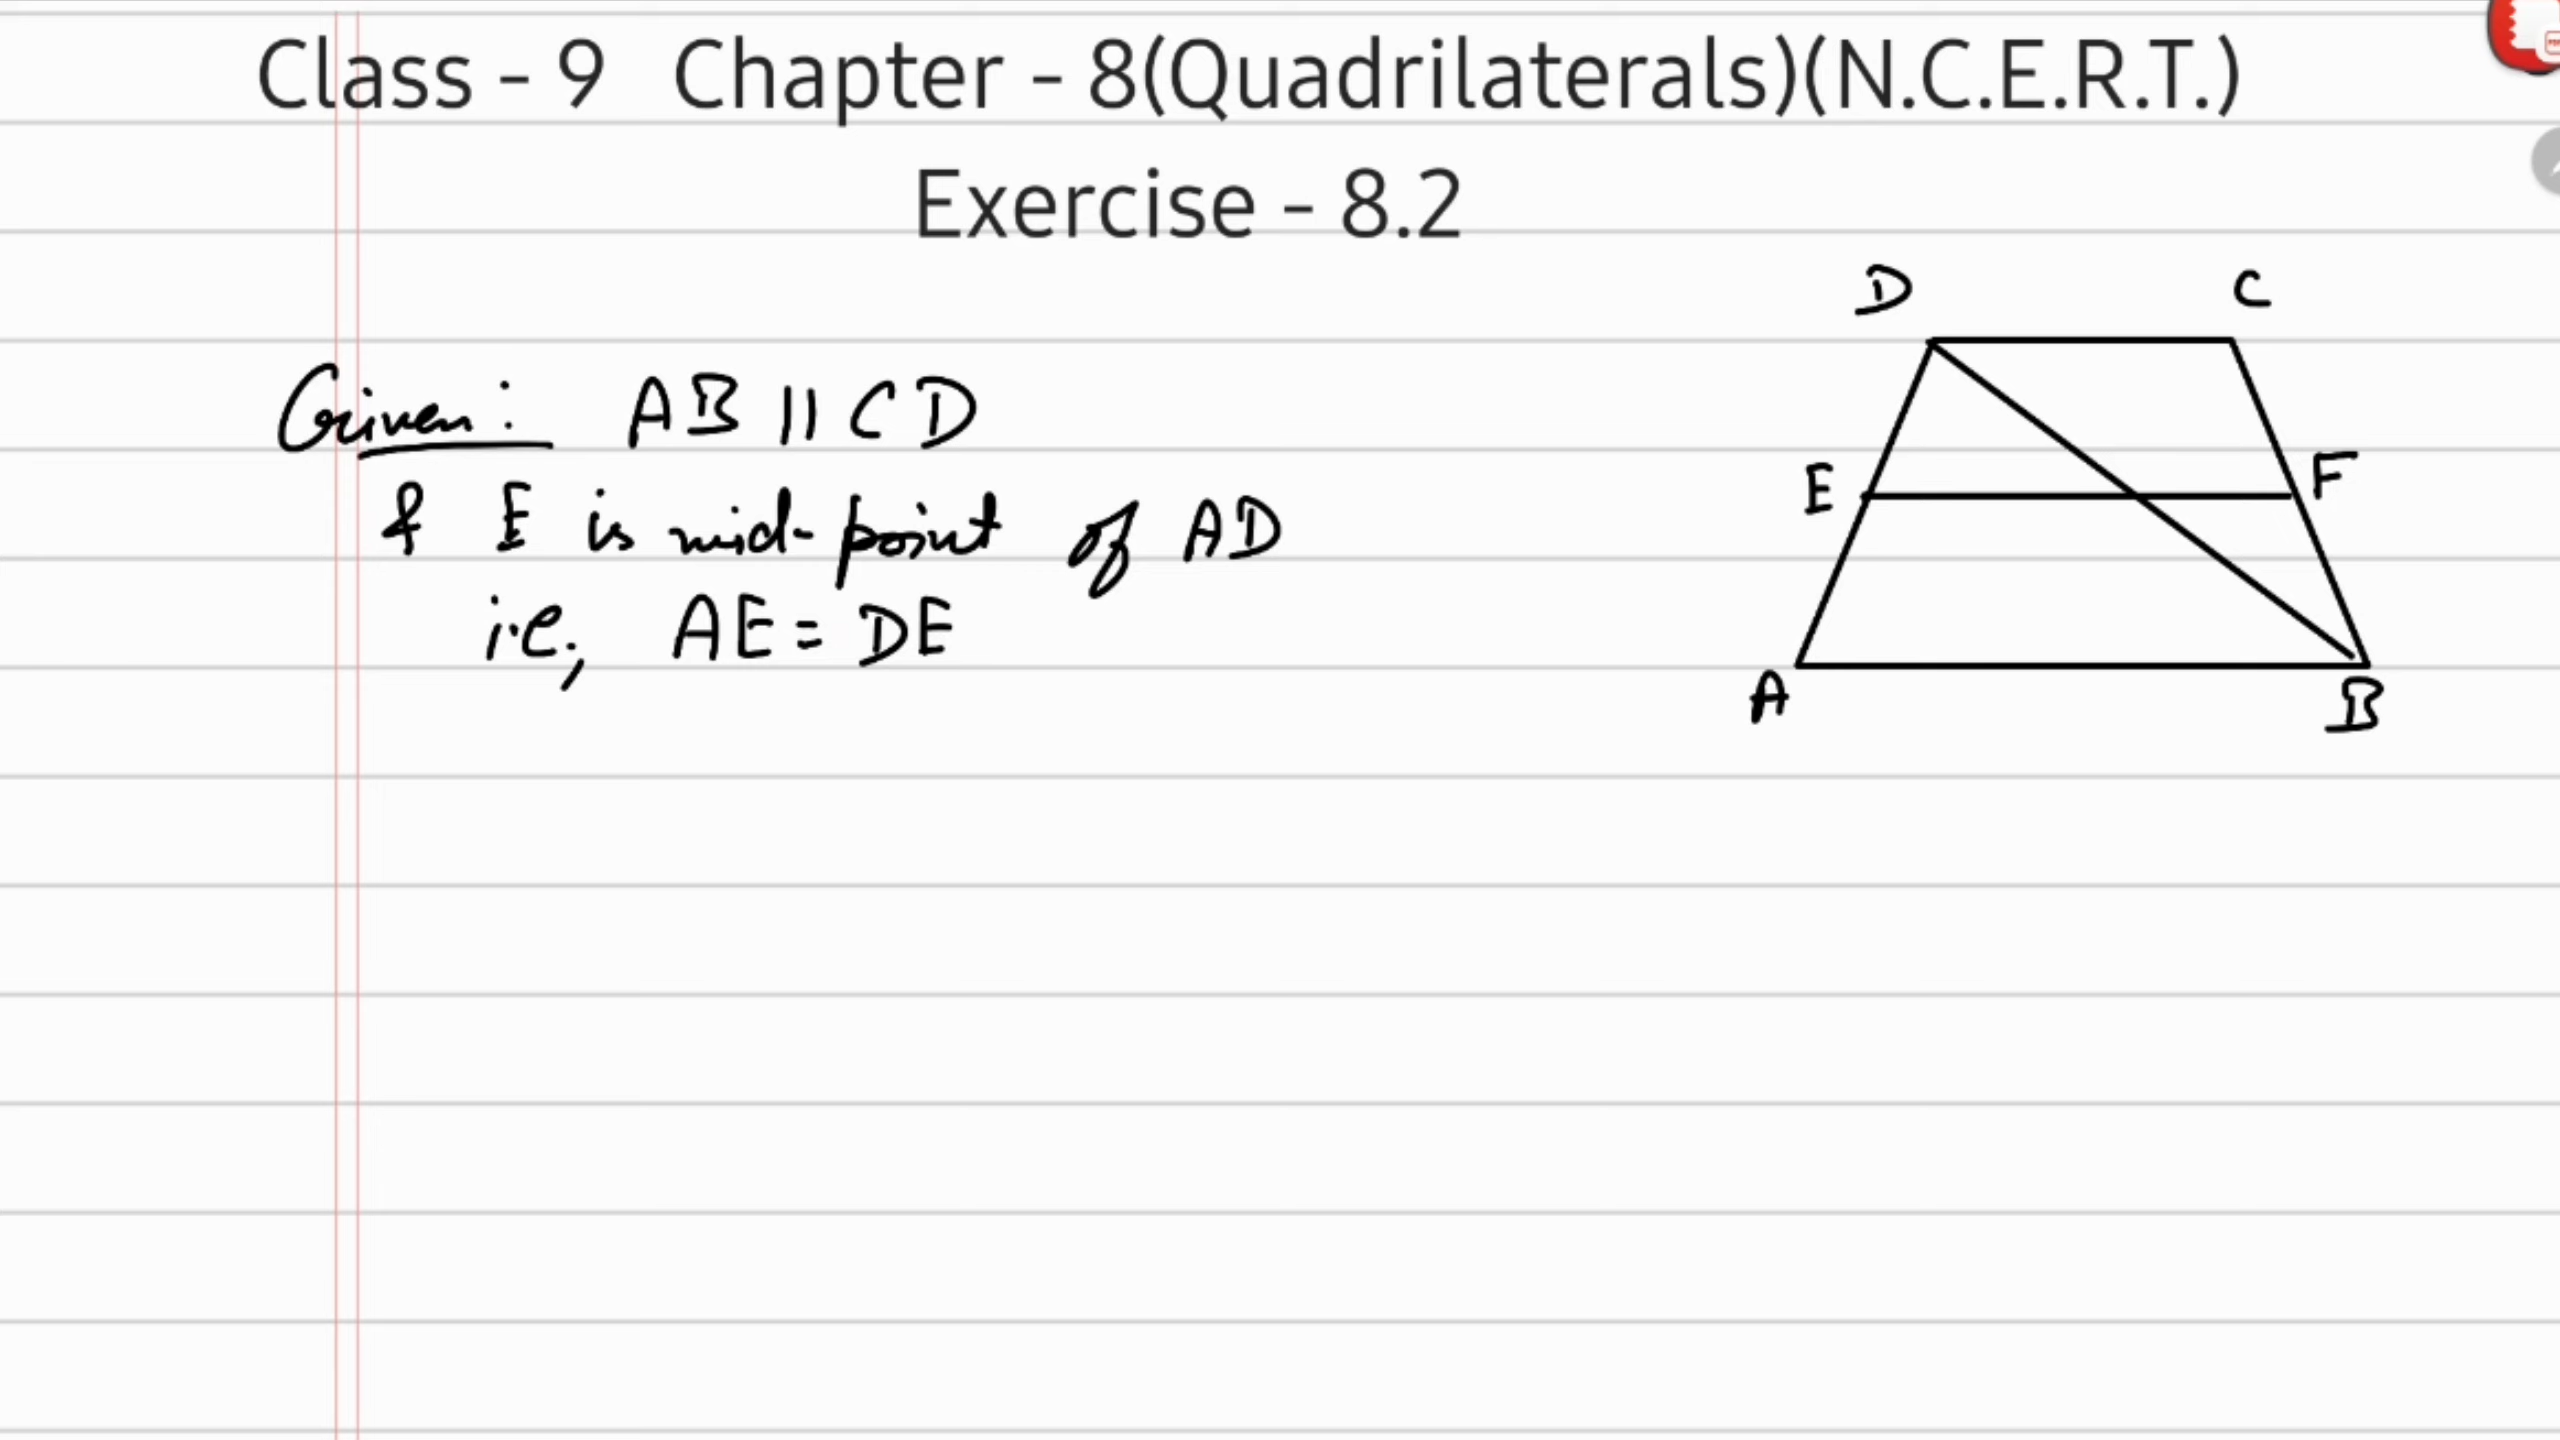 Class - 9 Chapter - 8(Quadrilaterals)(N.C.E.R.T.)
Exercise - 8.2
D C
Given: AB || CD
E F
& E is mid-point of AD
i.e., AE = DE
A B